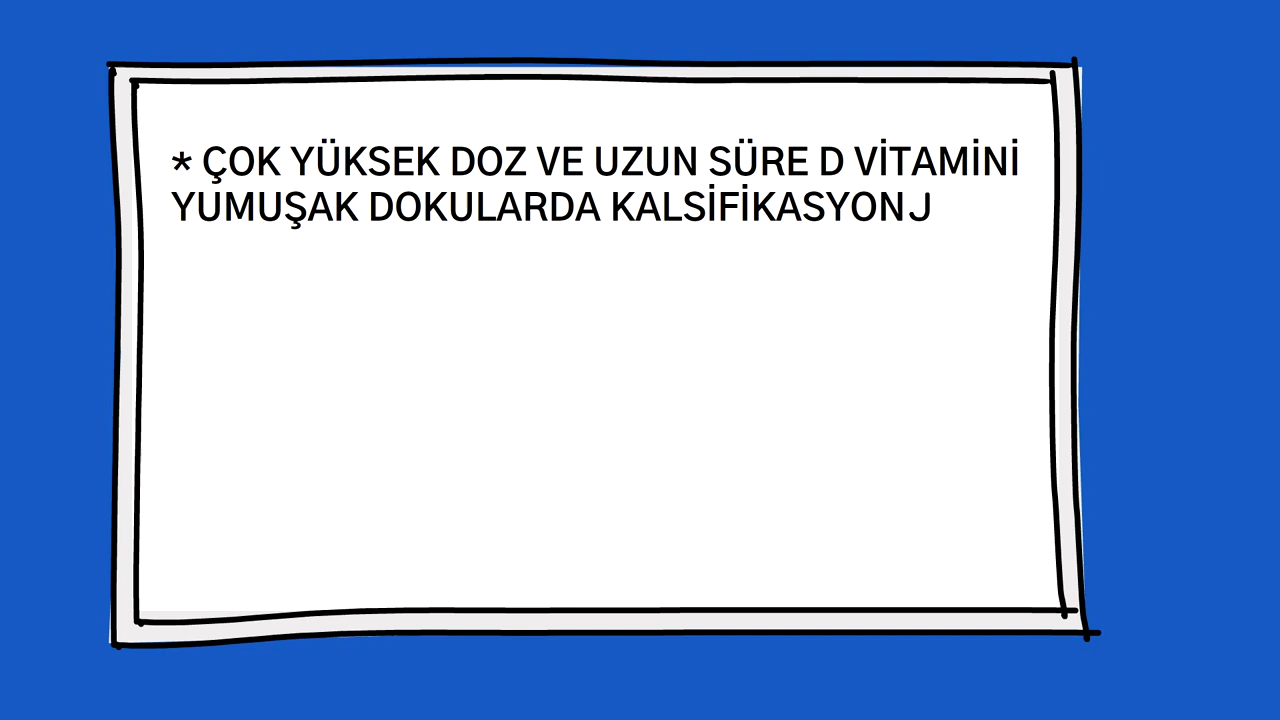 * ÇOK YÜKSEK DOZ VE UZUN SÜRE D VİTAMİNİ
YUMUŞAK DOKULARDA KALSİFİKASYONJ